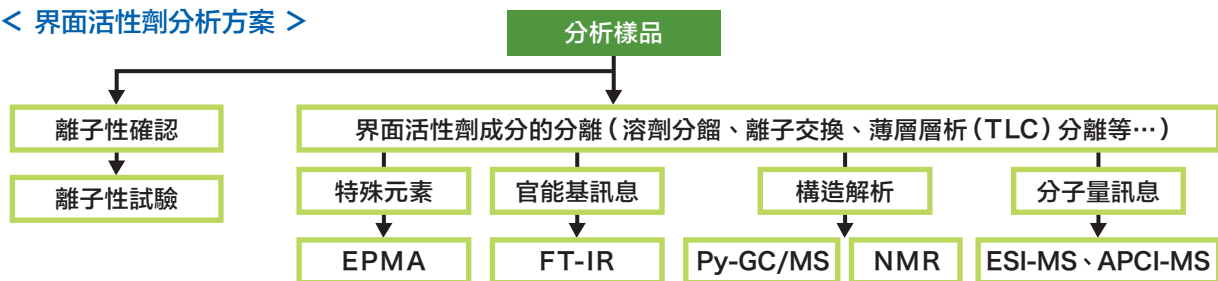 < 界面活性劑分析方案 >
分析樣品
離子性確認
界面活性劑成分的分離(溶劑分餾、離子交換、薄層層析(TLC)分離等…)
離子性試驗
特殊元素
官能基訊息
構造解析
分子量訊息
EPMA
FT-IR
Py-GC/MS
NMR
ESI-MS、APCI-MS